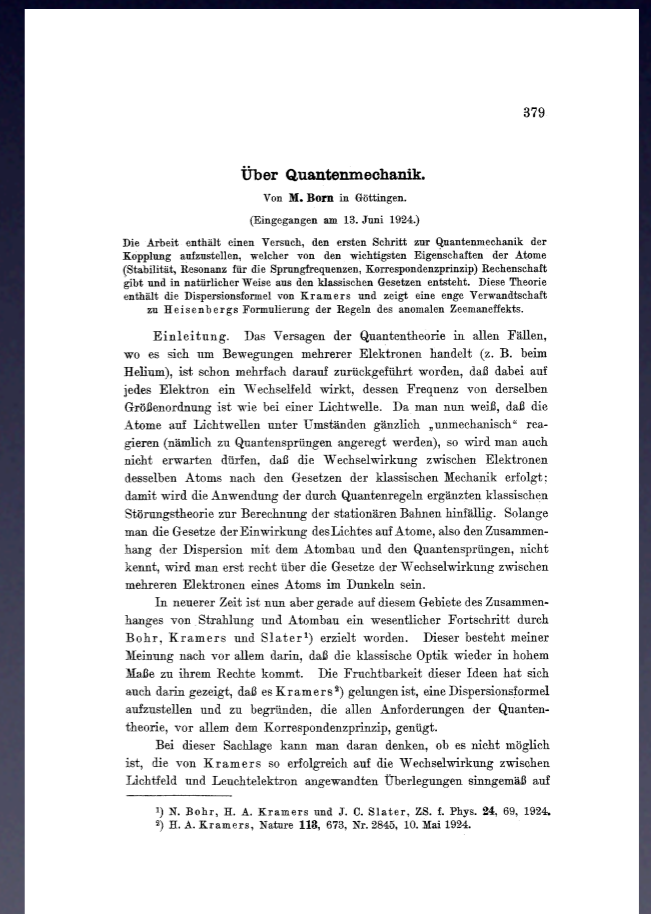 379
Über Quantenmechanik.
Von M. Born in Göttingen.
(Eingegangen am 13. Juni 1924.)
Die Arbeit enthält einen Versuch, den ersten Schritt zur Quantenmechanik der
Kopplung aufzustellen, welcher von den wichtigsten Eigenschaften der Atome
(Stabilität, Resonanz für die Sprungfrequenzen, Korrespondenzprinzip) Rechenschaft
gibt und in natürlicher Weise aus den klassischen Gesetzen entsteht. Diese Theorie
enthält die Dispersionsformel von Kramers und zeigt eine enge Verwandtschaft
zu Heisenbergs Formulierung der Regeln des anomalen Zeemaneffekts.
Einleitung. Das Versagen der Quantentheorie in allen Fällen,
wo es sich um Bewegungen mehrerer Elektronen handelt (z. B. beim
Helium), ist schon mehrfach darauf zurückgeführt worden, daß dabei auf
jedes Elektron ein Wechselfeld wirkt, dessen Frequenz von derselben
Größenordnung ist wie bei einer Lichtwelle. Da man nun weiß, daß die
Atome auf Lichtwellen unter Umständen gänzlich „unmechanisch“ rea-
gieren (nämlich zu Quantensprüngen angeregt werden), so wird man auch
nicht erwarten dürfen, daß die Wechselwirkung zwischen Elektronen
desselben Atoms nach den Gesetzen der klassischen Mechanik erfolgt;
damit wird die Anwendung der durch Quantenregeln ergänzten klassischen
Störungstheorie zur Berechnung der stationären Bahnen hinfällig. Solange
man die Gesetze der Einwirkung des Lichtes auf Atome, also den Zusammen-
hang der Dispersion mit dem Atombau und den Quantensprüngen, nicht
kennt, wird man erst recht über die Gesetze der Wechselwirkung zwischen
mehreren Elektronen eines Atoms im Dunkeln sein.
In neuerer Zeit ist nun aber gerade auf diesem Gebiete des Zusammen-
hanges von Strahlung und Atombau ein wesentlicher Fortschritt durch
Bohr, Kramers und Slater¹) erzielt worden. Dieser besteht meiner
Meinung nach vor allem darin, daß die klassische Optik wieder in hohem
Maße zu ihrem Rechte kommt. Die Fruchtbarkeit dieser Ideen hat sich
auch darin gezeigt, daß es Kramers²) gelungen ist, eine Dispersionsformel
aufzustellen und zu begründen, die allen Anforderungen der Quanten-
theorie, vor allem dem Korrespondenzprinzip, genügt.
Bei dieser Sachlage kann man daran denken, ob es nicht möglich
ist, die von Kramers so erfolgreich auf die Wechselwirkung zwischen
Lichtfeld und Leuchtelektron angewandten Überlegungen sinngemäß auf
¹) N. Bohr, H. A. Kramers und J. C. Slater, ZS. f. Phys. 24, 69, 1924.
²) H. A. Kramers, Nature 113, 673, Nr. 2845, 10. Mai 1924.